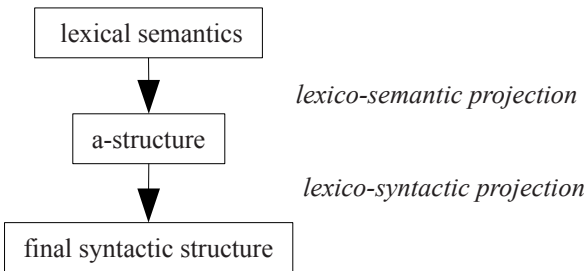 lexical semantics
lexico-semantic projection
a-structure
lexico-syntactic projection
final syntactic structure